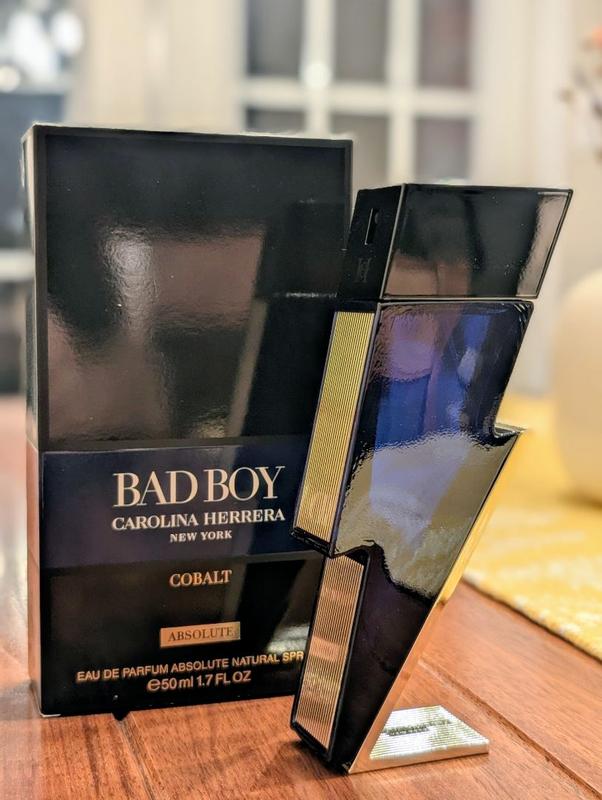 BAD BOY
CAROLINA HERRERA
NEW YORK
COBALT
ABSOLUTE
EAU DE PARFUM ABSOLUTE NATURAL SPR
℮50 ml 1.7 FL OZ